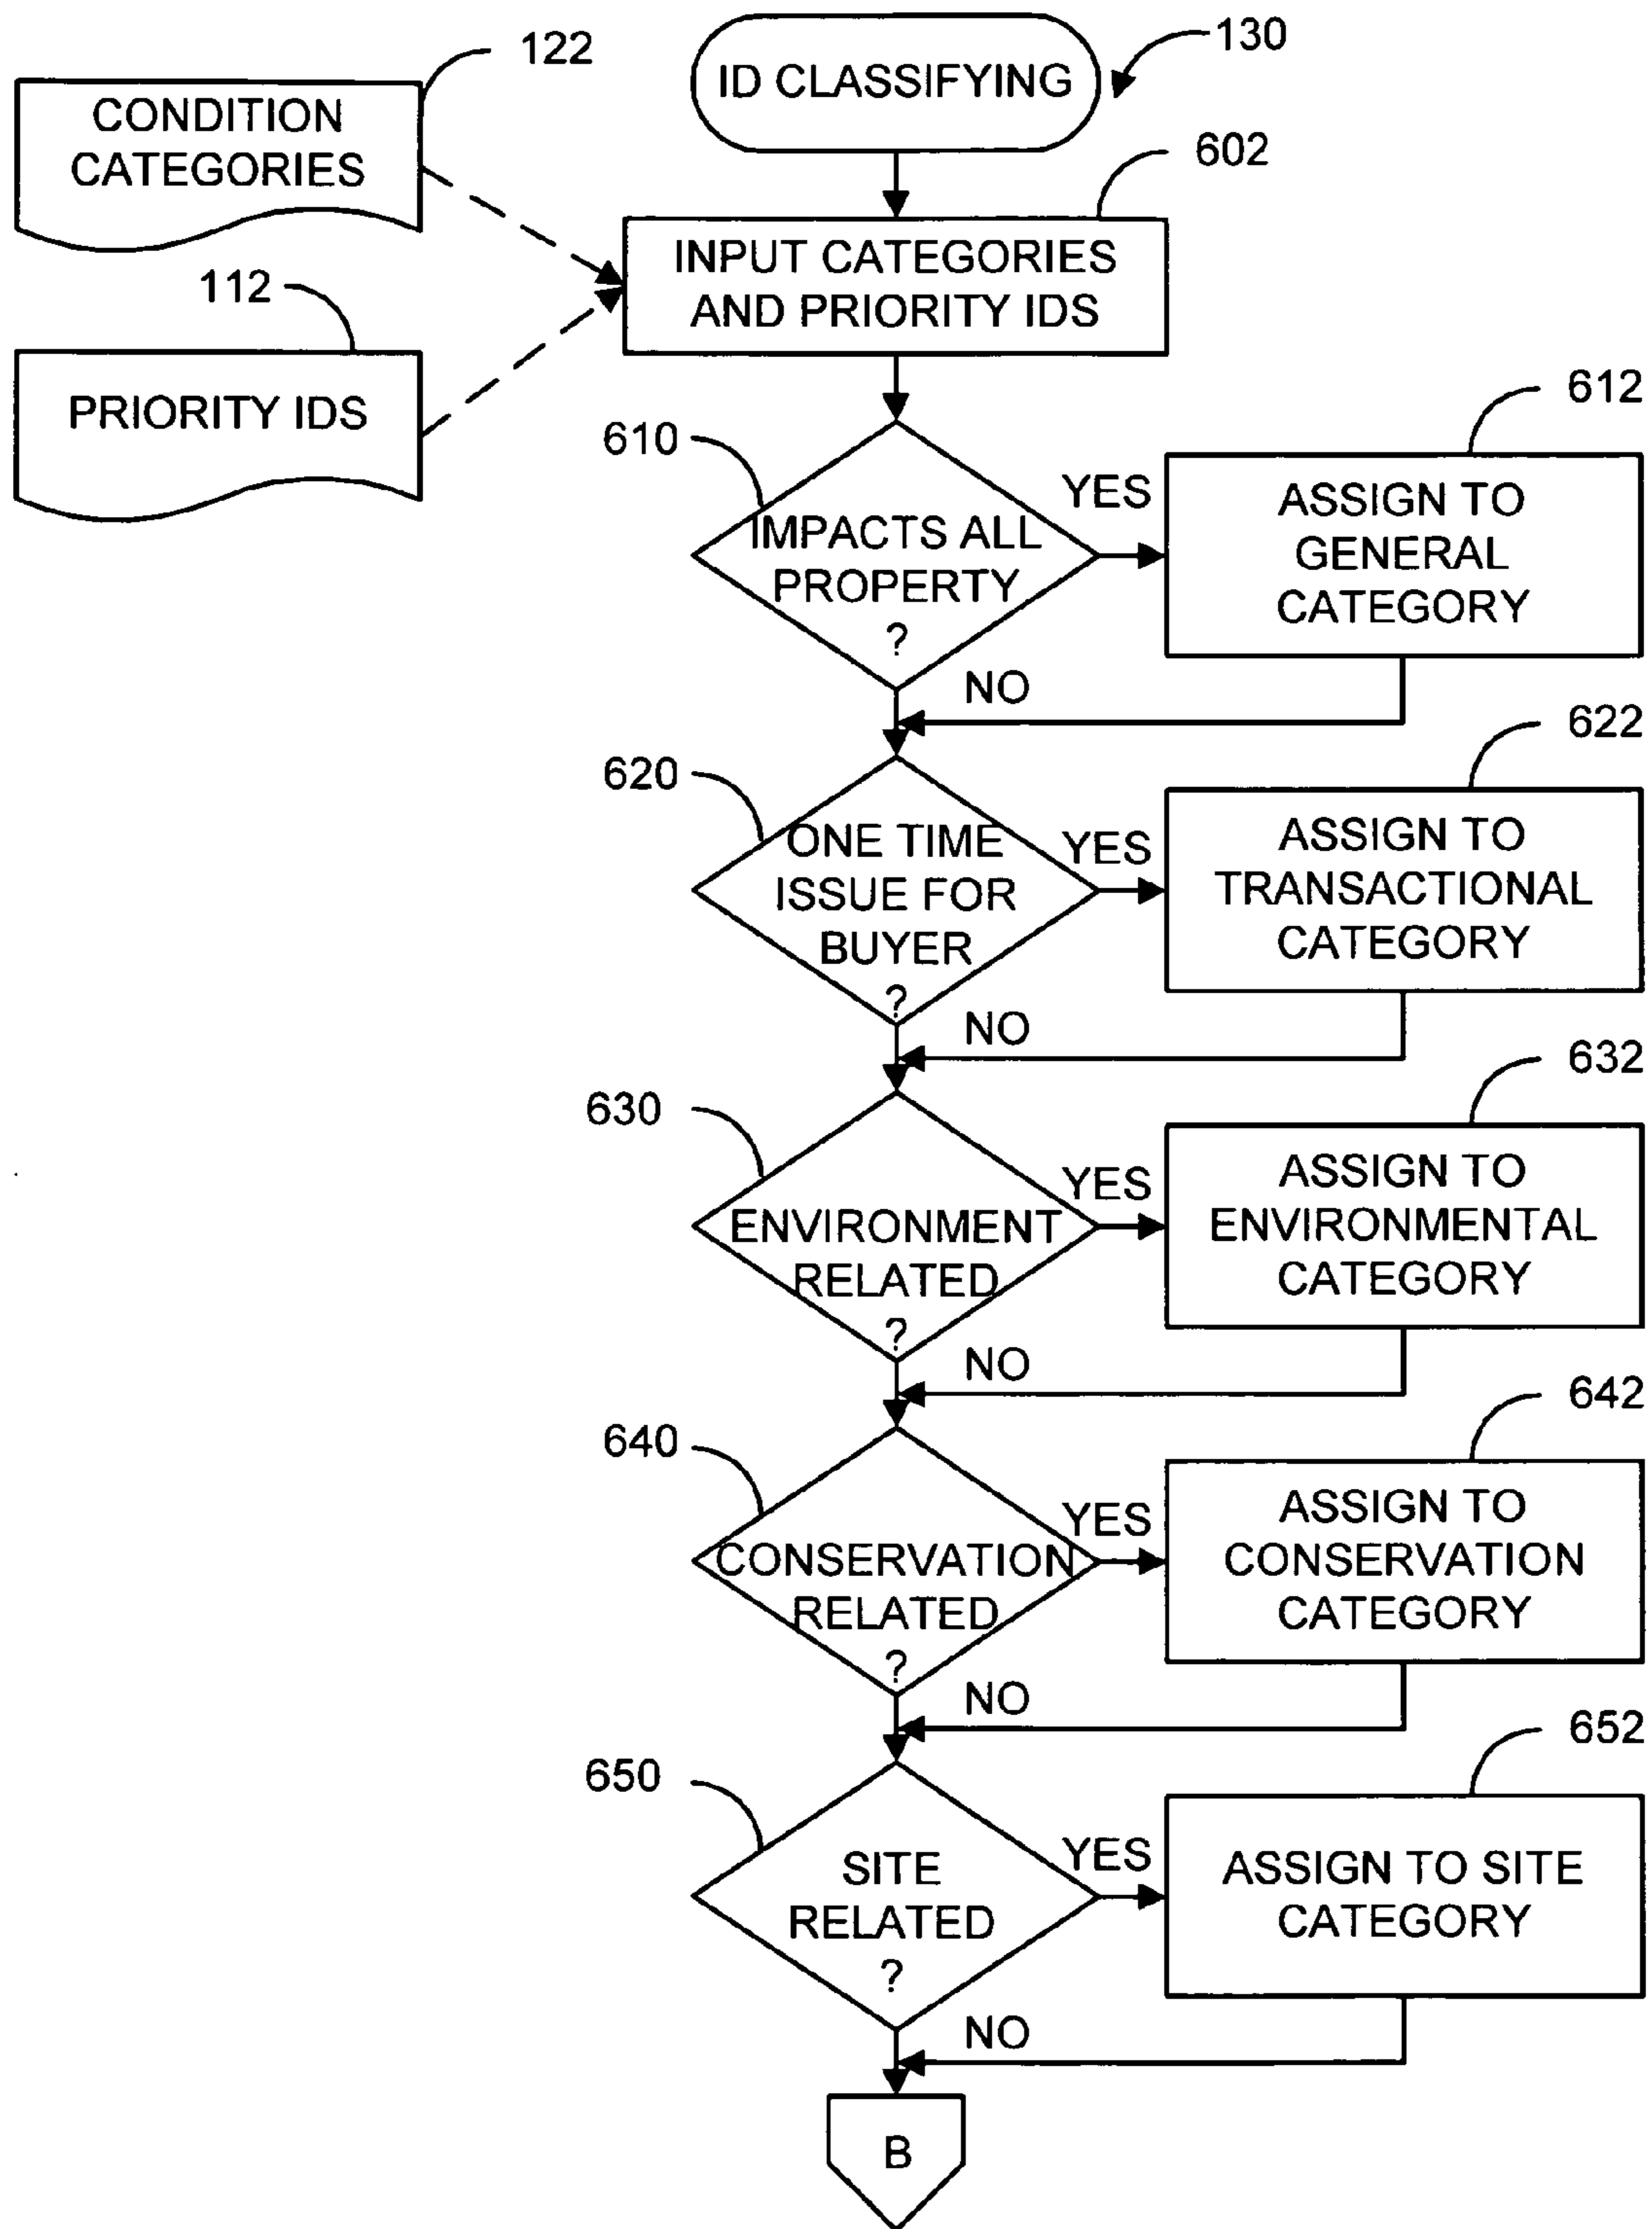 ID CLASSIFYING
130
122
CONDITION
CATEGORIES
602
INPUT CATEGORIES
AND PRIORITY IDS
112
PRIORITY IDS
610
IMPACTS ALL
PROPERTY
?
YES
612
ASSIGN TO
GENERAL
CATEGORY
NO
620
ONE TIME
ISSUE FOR
BUYER
?
YES
622
ASSIGN TO
TRANSACTIONAL
CATEGORY
NO
630
ENVIRONMENT
RELATED
?
YES
632
ASSIGN TO
ENVIRONMENTAL
CATEGORY
NO
640
CONSERVATION
RELATED
?
YES
642
ASSIGN TO
CONSERVATION
CATEGORY
NO
650
SITE
RELATED
?
YES
652
ASSIGN TO SITE
CATEGORY
NO
B